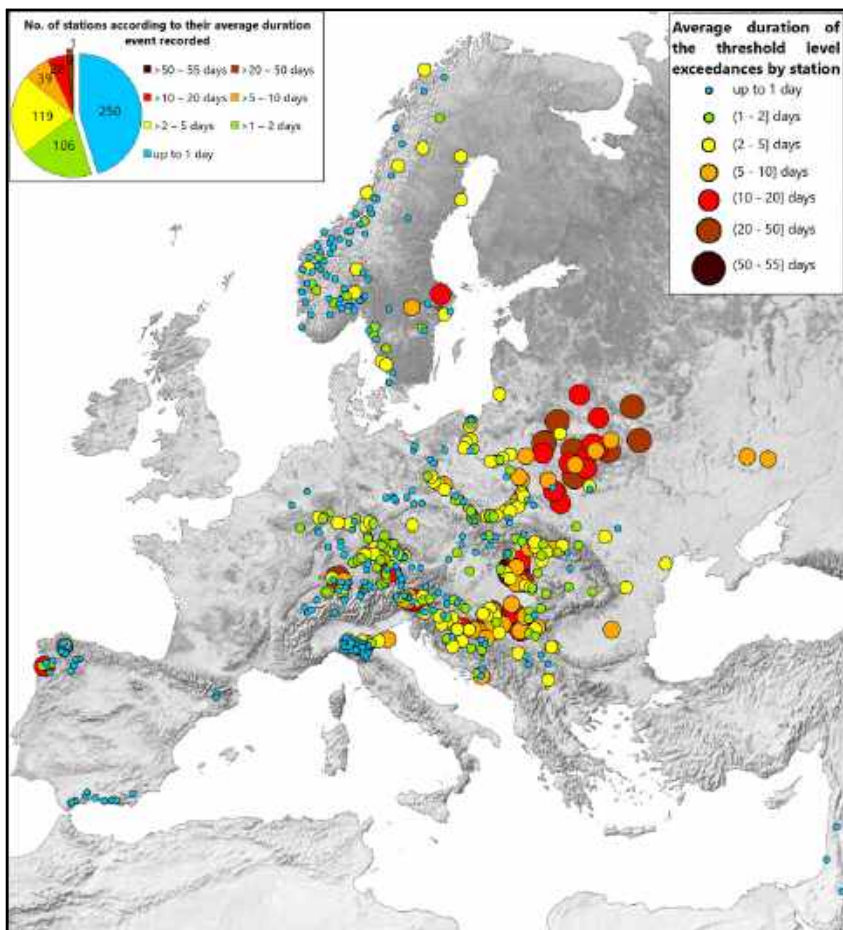 No. of stations according to their average duration
event recorded
1
39
119
250
106
>50 – 55 days
>20 – 50 days
>10 – 20 days
>5 – 10 days
>2 – 5 days
>1 – 2 days
up to 1 day
Average duration of
the threshold level
exceedances by station
up to 1 day
(1 - 2] days
(2 - 5] days
(5 - 10] days
(10 – 20] days
(20 - 50] days
(50 - 55] days